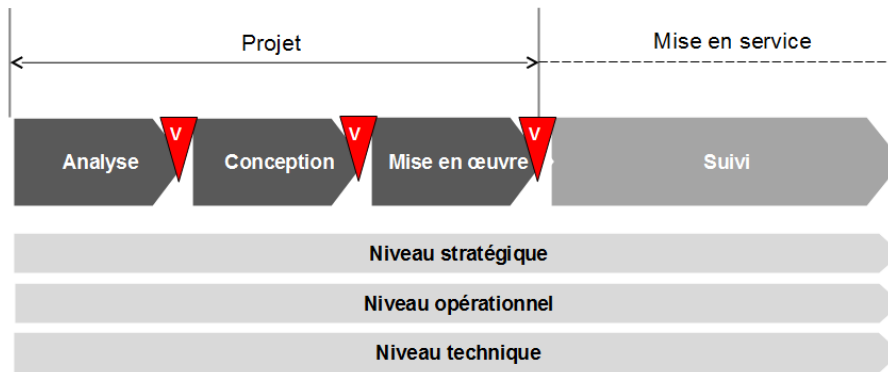 Projet
Mise en service
Analyse
V
Conception
V
Mise en œuvre
V
Suivi
Niveau stratégique
Niveau opérationnel
Niveau technique